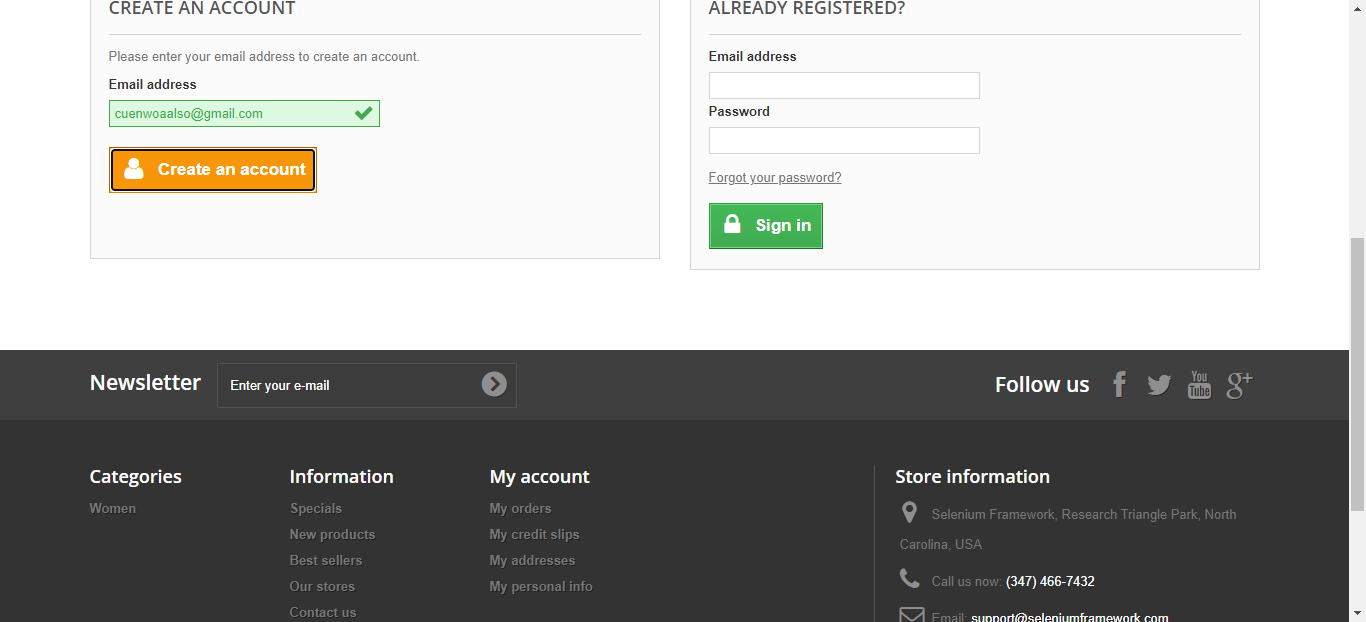 CREATE AN ACCOUNT
Please enter your email address to create an account.
Email address
cuenwoaalso@gmail.com
Create an account
ALREADY REGISTERED?
Email address
Password
Forgot your password?
Sign in
Newsletter
Enter your e-mail
Follow us
You
Tube
g+
Categories
Women
Information
Specials
New products
Best sellers
Our stores
Contact us
My account
My orders
My credit slips
My addresses
My personal info
Store information
Selenium Framework, Research Triangle Park, North
Carolina, USA
Call us now: (347) 466-7432
Email: support@seleniumframework.com